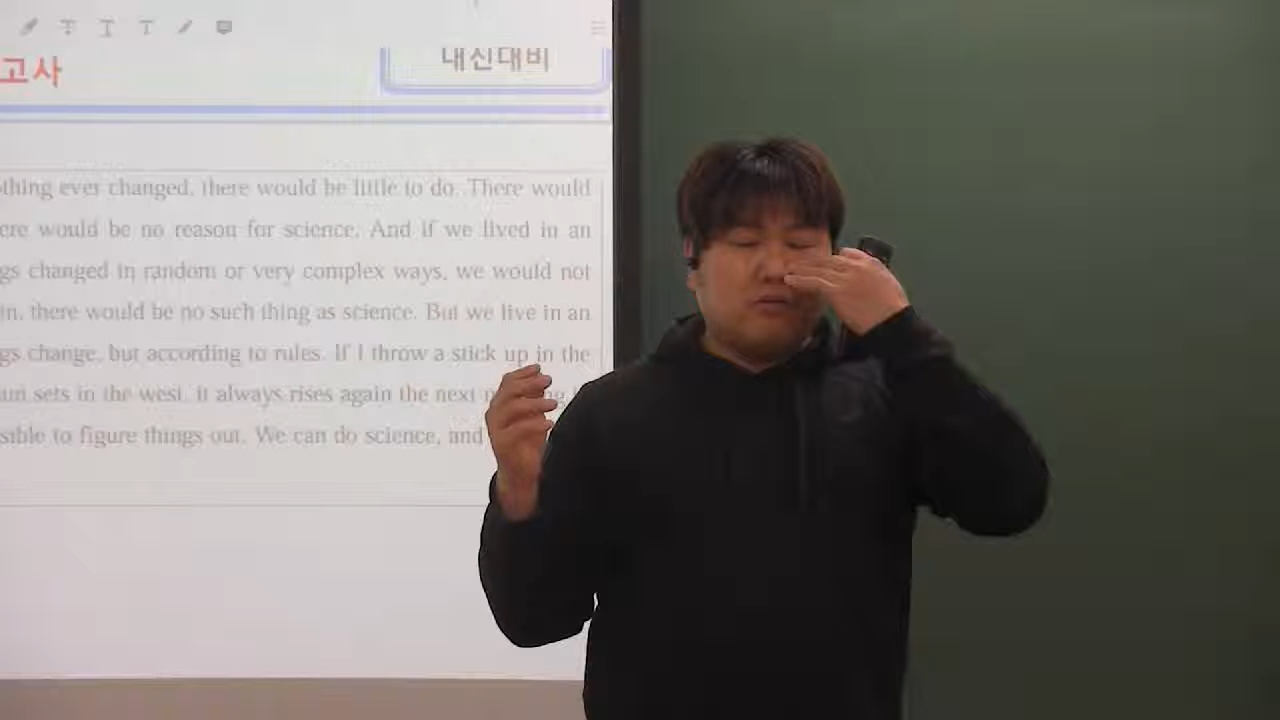 고사
내신대비
thing ever changed, there would be little to do. There would
ere would be no reason for science. And if we lived in an
gs changed in random or very complex ways, we would not
in, there would be no such thing as science. But we live in an
gs change, but according to rules. If I throw a stick up in the
un sets in the west, it always rises again the next
sible to figure things out. We can do science, and